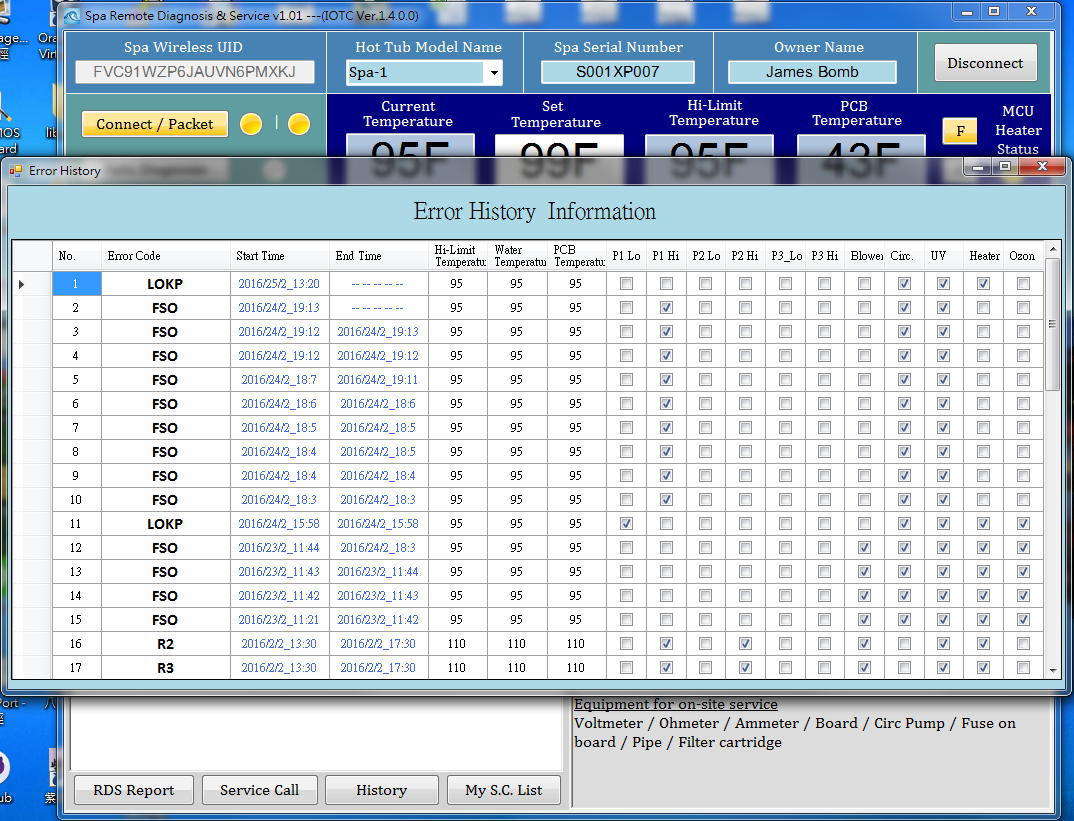 Spa Remote Diagnosis & Service v1.01 ---(IOTC Ver.1.4.0.0)
Spa Wireless UID
Hot Tub Model Name
Spa Serial Number
Owner Name
Disconnect
FVC91WZP6JAUVN6PMXKJ
Spa-1
S001XP007
James Bomb
Connect / Packet
|
Current Temperature
Set Temperature
Hi-Limit Temperature
PCB Temperature
F
MCU Heater Status
95F
99F
95F
43F
Error History
Error History Information
No. Error Code Start Time End Time Hi-Limit Temperatu Water Temperatu PCB Temperatu P1 Lo P1 Hi P2 Lo P2 Hi P3_Lo P3 Hi Blower Circ. UV Heater Ozon
1 LOKP 2016/25/2_13:20 -- -- -- -- -- 95 95 95
2 FSO 2016/24/2_19:13 -- -- -- -- -- 95 95 95
3 FSO 2016/24/2_19:12 2016/24/2_19:13 95 95 95
4 FSO 2016/24/2_19:12 2016/24/2_19:12 95 95 95
5 FSO 2016/24/2_18:7 2016/24/2_19:11 95 95 95
6 FSO 2016/24/2_18:6 2016/24/2_18:6 95 95 95
7 FSO 2016/24/2_18:5 2016/24/2_18:5 95 95 95
8 FSO 2016/24/2_18:4 2016/24/2_18:5 95 95 95
9 FSO 2016/24/2_18:4 2016/24/2_18:4 95 95 95
10 FSO 2016/24/2_18:3 2016/24/2_18:3 95 95 95
11 LOKP 2016/24/2_15:58 2016/24/2_15:58 95 95 95
12 FSO 2016/23/2_11:44 2016/24/2_18:3 95 95 95
13 FSO 2016/23/2_11:43 2016/23/2_11:44 95 95 95
14 FSO 2016/23/2_11:42 2016/23/2_11:43 95 95 95
15 FSO 2016/23/2_11:21 2016/23/2_11:42 95 95 95
16 R2 2016/2/2_13:30 2016/2/2_17:30 110 110 110
17 R3 2016/2/2_13:30 2016/2/2_17:30 110 110 110
Equipment for on-site service
Voltmeter / Ohmeter / Ammeter / Board / Circ Pump / Fuse on
board / Pipe / Filter cartridge
RDS Report
Service Call
History
My S.C. List